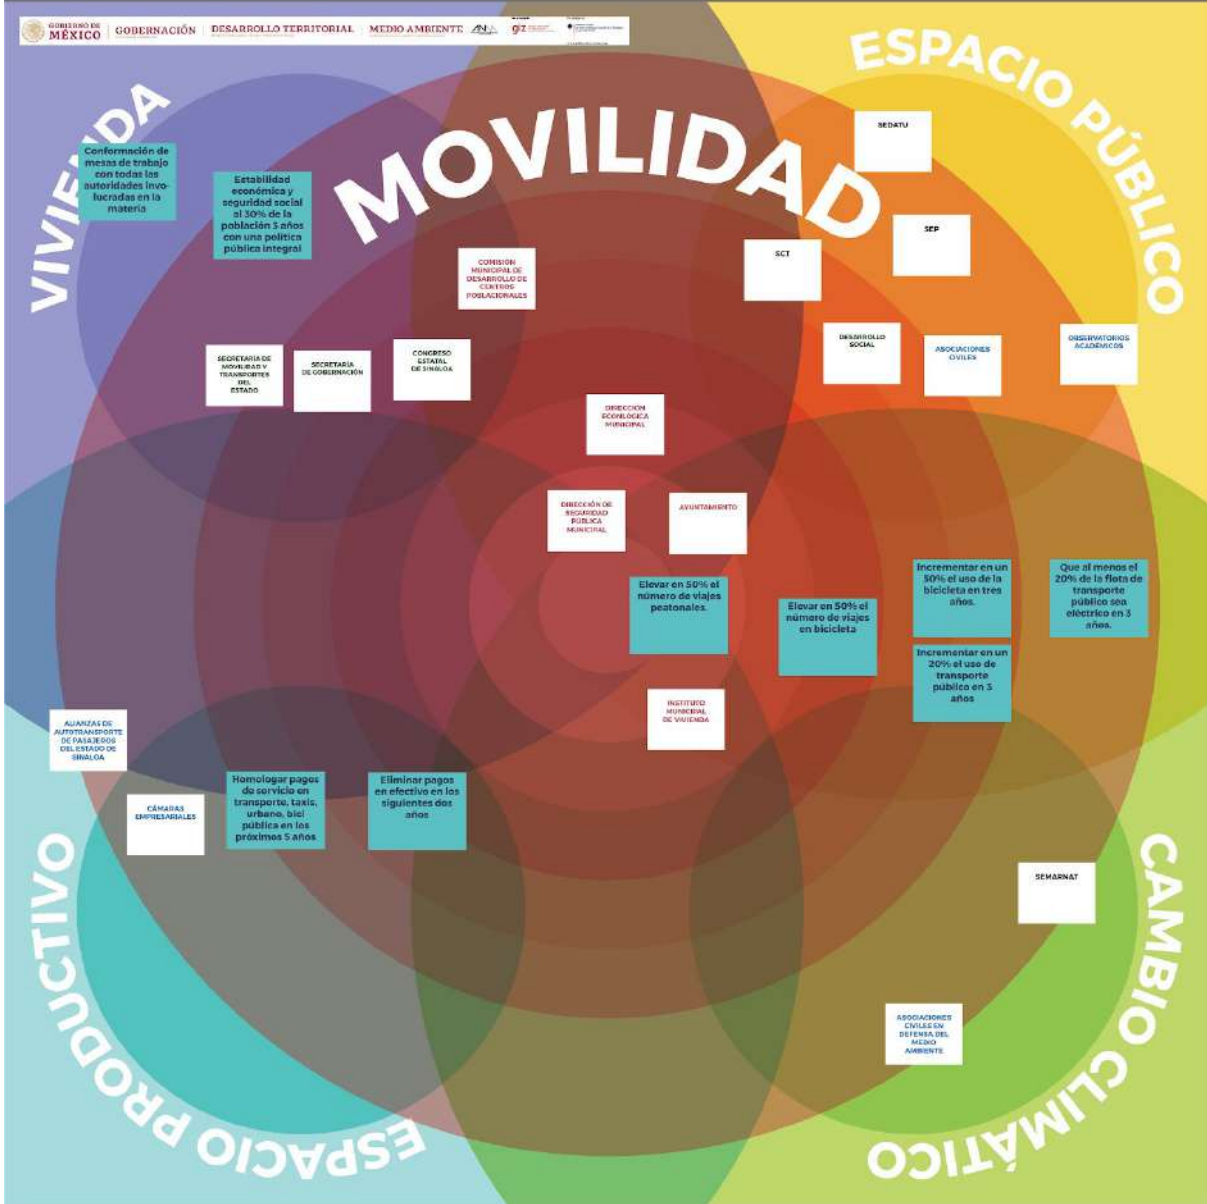 GOBIERNO DE
MÉXICO
GOBERNACIÓN
DESARROLLO TERRITORIAL
MEDIO AMBIENTE
giz
VIVIENDA
MOVILIDAD
ESPACIO PÚBLICO
Conformación de
mesas de trabajo
con todas las
autoridades invo-
lucradas en la
materia
Estabilidad
económica y
seguridad social
al 30% de la
población 3 años
con una política
pública integral
SEDATU
SEP
SCT
COMISIÓN
MUNICIPAL DE
DESARROLLO DE
CENTROS
POBLACIONALES
SECRETARÍA DE
MOVILIDAD Y
TRANSPORTES
DEL
ESTADO
SECRETARÍA
DE GOBERNACIÓN
CONGRESO
ESTATAL
DE SINALOA
DESARROLLO
SOCIAL
ASOCIACIONES
CIVILES
OBSERVATORIOS
ACADÉMICOS
DIRECCIÓN
ECONLOGICA
MUNICIPAL
DIRECCIÓN DE
SEGURIDAD
PÚBLICA
MUNICIPAL
AYUNTAMIENTO
Elevar en 50% el
número de viajes
peatonales.
Elevar en 50% el
número de viajes
en bicicleta
Incrementar en un
50% el uso de la
bicicleta en tres
años.
Que al menos el
20% de la flota de
transporte
público sea
eléctrico en 3
años.
Incrementar en un
20% el uso de
transporte
público en 3
años
INSTITUTO
MUNICIPAL
DE VIVIENDA
ALIANZAS DE
AUTOTRANSPORTE
DE PASAJEROS
DEL ESTADO DE
SINALOA
CÁMARAS
EMPRESARIALES
Homologar pagos
de servicio en
transporte, taxis,
urbano, bici
pública en los
próximos 5 años
Eliminar pagos
en efectivo en los
siguientes dos
años
SEMARNAT
ASOCIACIONES
CIVILES EN
DEFENSA DEL
MEDIO
AMBIENTE
ESPACIO PRODUCTIVO
CAMBIO CLIMÁTICO